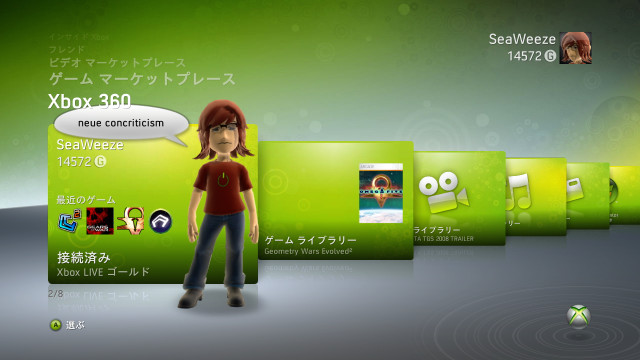 インサイド Xbox
フレンド
ビデオ マーケットプレース
ゲーム マーケットプレース
Xbox 360
SeaWeeze
14572 G
neue concriticism
SeaWeeze
14572 G
最近のゲーム
接続済み
Xbox LIVE ゴールド
2/8
ゲーム ライブラリー
Geometry Wars Evolved²
OMEGA FIVE
ライブラリー
TA TGS 2008 TRAILER
A 選ぶ